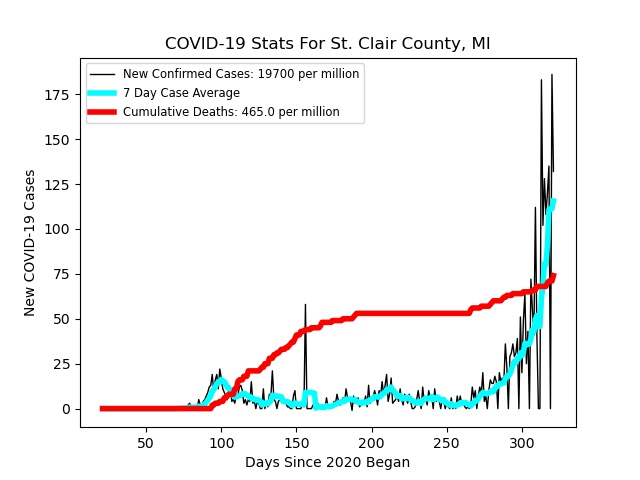 COVID-19 Stats For St. Clair County, MI
New Confirmed Cases: 19700 per million
7 Day Case Average
Cumulative Deaths: 465.0 per million
New COVID-19 Cases
175
150
125
100
75
50
25
0
50 100 150 200 250 300
Days Since 2020 Began